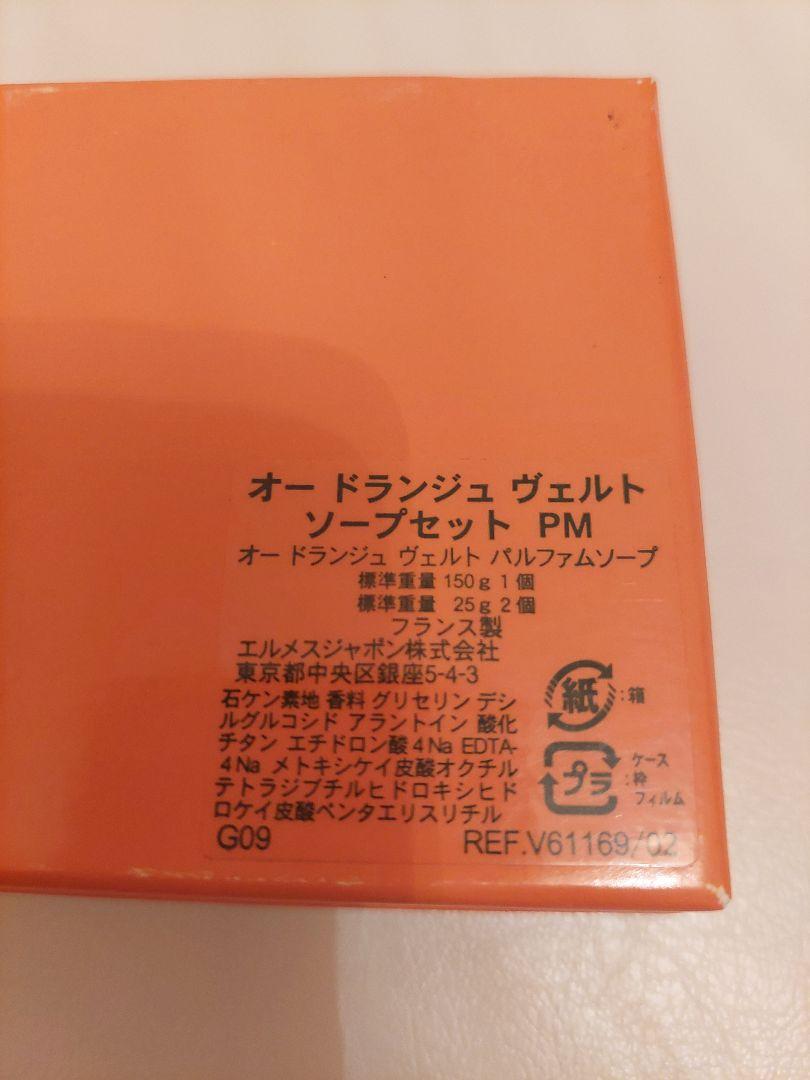 オー ドランジュ ヴェルト
ソープセット PM
オー ドランジュ ヴェルト パルファムソープ
標準重量 150g 1個
標準重量 25g 2個
フランス製
エルメスジャポン株式会社
東京都中央区銀座5-4-3
石ケン素地 香料 グリセリン デシ
ルグルコシド アラントイン 酸化
チタン エチドロン酸4Na EDTA-
4Na メトキシケイ皮酸オクチル
テトラジブチルヒドロキシヒド
ロケイ皮酸ペンタエリスリチル
紙 :箱
プラ :ケース
枠
フィルム
G09 REF.V61169/02